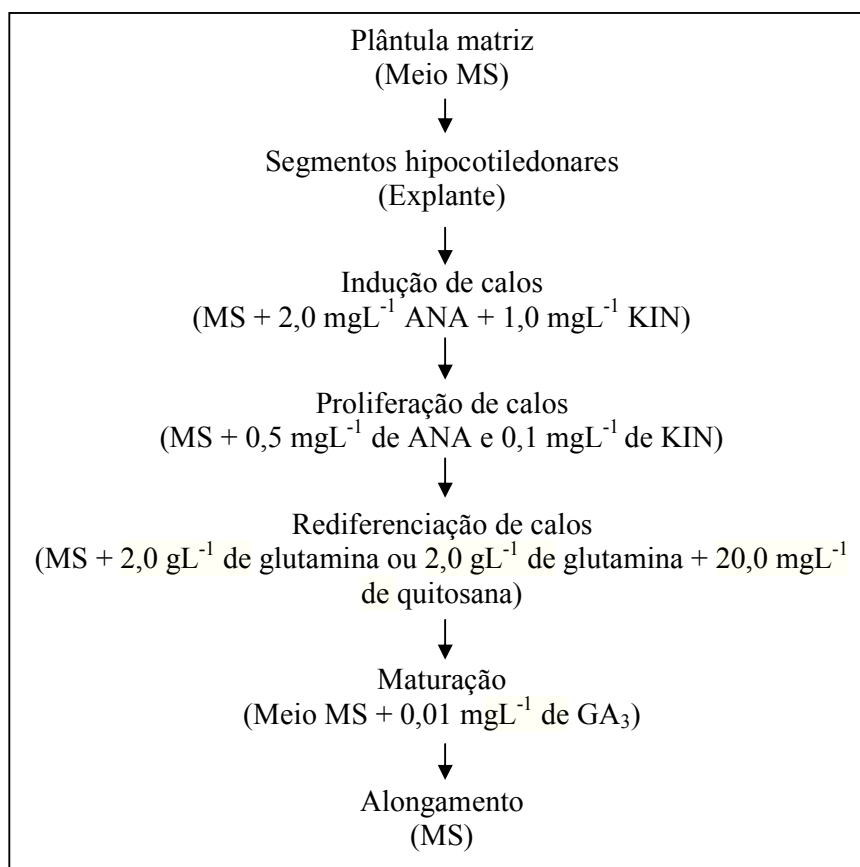 Plântula matriz
(Meio MS)
Segmentos hipocotiledonares
(Explante)
Indução de calos
(MS + 2,0 mgL⁻¹ ANA + 1,0 mgL⁻¹ KIN)
Proliferação de calos
(MS + 0,5 mgL⁻¹ de ANA e 0,1 mgL⁻¹ de KIN)
Rediferenciação de calos
(MS + 2,0 gL⁻¹ de glutamina ou 2,0 gL⁻¹ de glutamina + 20,0 mgL⁻¹
de quitosana)
Maturação
(Meio MS + 0,01 mgL⁻¹ de GA₃)
Alongamento
(MS)